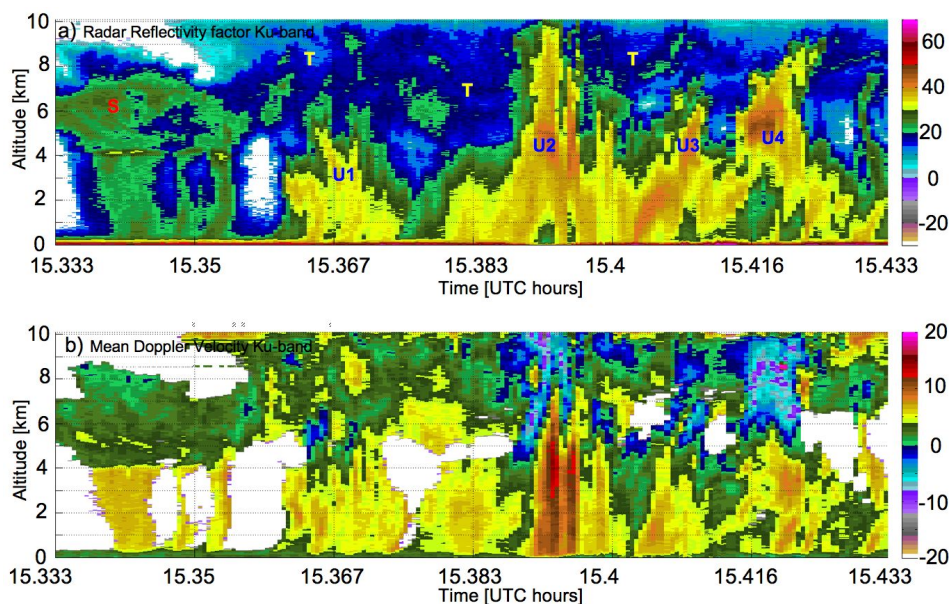 a) Radar Reflectivity factor Ku-band
10
8
6
4
2
0
Altitude [km]
S
T
T
T
U1
U2
U3
U4
60
40
20
0
-20
15.333 15.35 15.367 15.383 15.4 15.416 15.433
Time [UTC hours]
b) Mean Doppler Velocity Ku-band
10
8
6
4
2
0
Altitude [km]
20
10
0
-10
-20
15.333 15.35 15.367 15.383 15.4 15.416 15.433
Time [UTC hours]